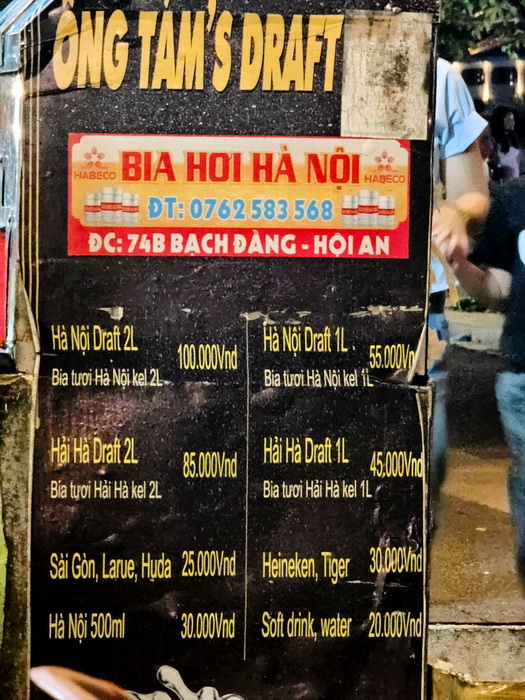 ÔNG TÁM'S DRAFT
HABECO BIA HƠI HÀ NỘI HABECO
ĐT: 0762 583 568
ĐC: 74B BẠCH ĐẰNG - HỘI AN
Hà Nội Draft 2L 100.000Vnd
Bia tươi Hà Nội kel 2L
Hà Nội Draft 1L 55.000Vn
Bia tươi Hà Nội kel 1L
Hải Hà Draft 2L 85.000Vnd
Bia tươi Hải Hà kel 2L
Hải Hà Draft 1L 45,000Vnd
Bia tươi Hải Hà kel 1L
Sài Gòn, Larue, Huda 25.000Vnd
Heineken, Tiger 30.000Vnd
Hà Nội 500ml 30.000Vnd
Soft drink, water 20.000Vnd